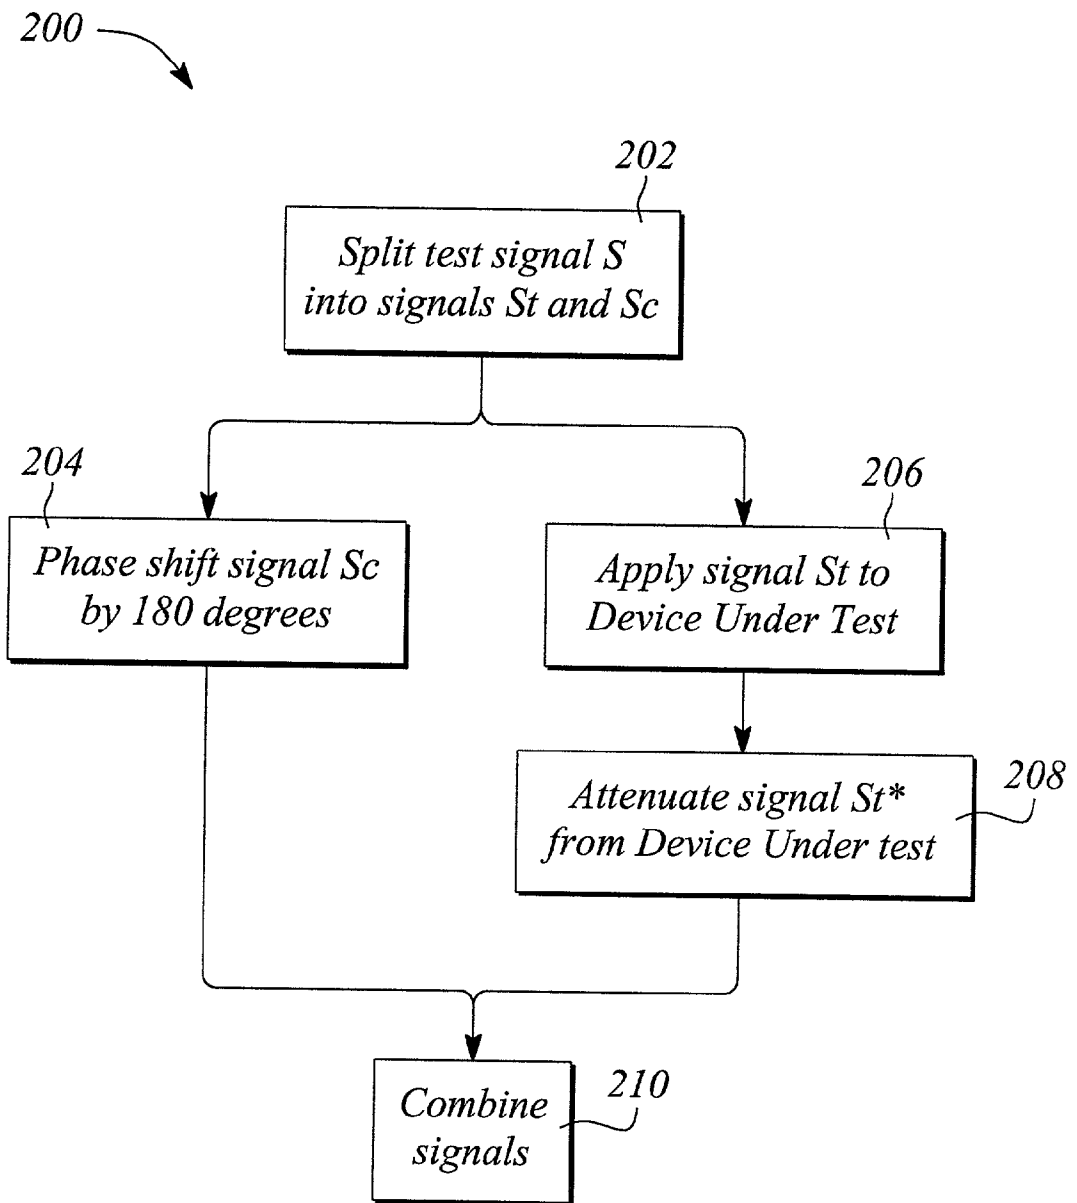 200
202
Split test signal S
into signals St and Sc
204
Phase shift signal Sc
by 180 degrees
206
Apply signal St to
Device Under Test
208
Attenuate signal St*
from Device Under test
210
Combine
signals